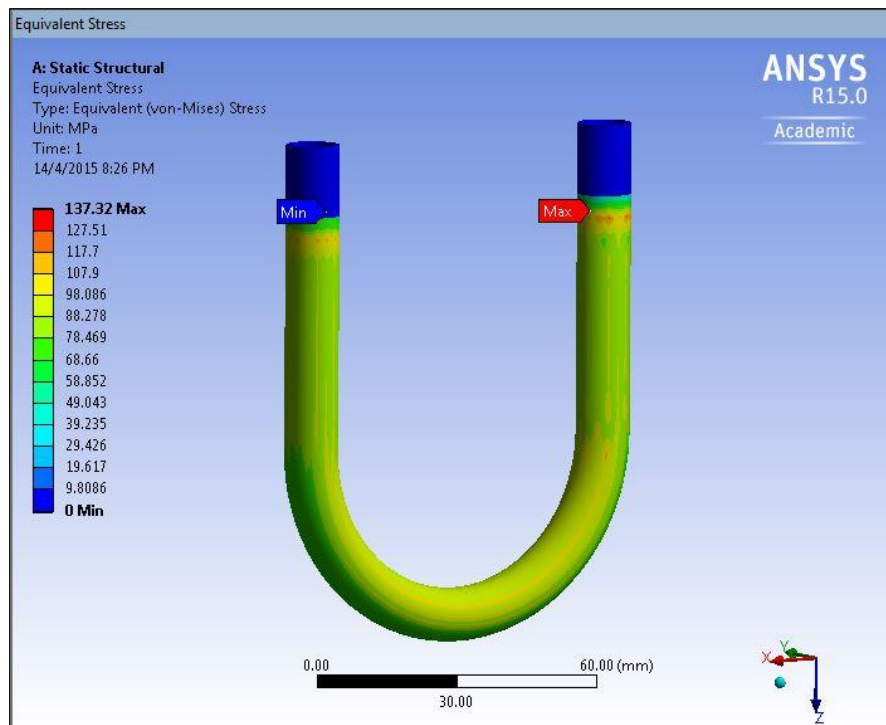 Equivalent Stress
A: Static Structural
Equivalent Stress
Type: Equivalent (von-Mises) Stress
Unit: MPa
Time: 1
14/4/2015 8:26 PM
ANSYS
R15.0
Academic
137.32 Max
127.51
117.7
107.9
98.086
88.278
78.469
68.66
58.852
49.043
39.235
29.426
19.617
9.8086
0 Min
Min
Max
0.00
60.00 (mm)
30.00
X
Y
Z